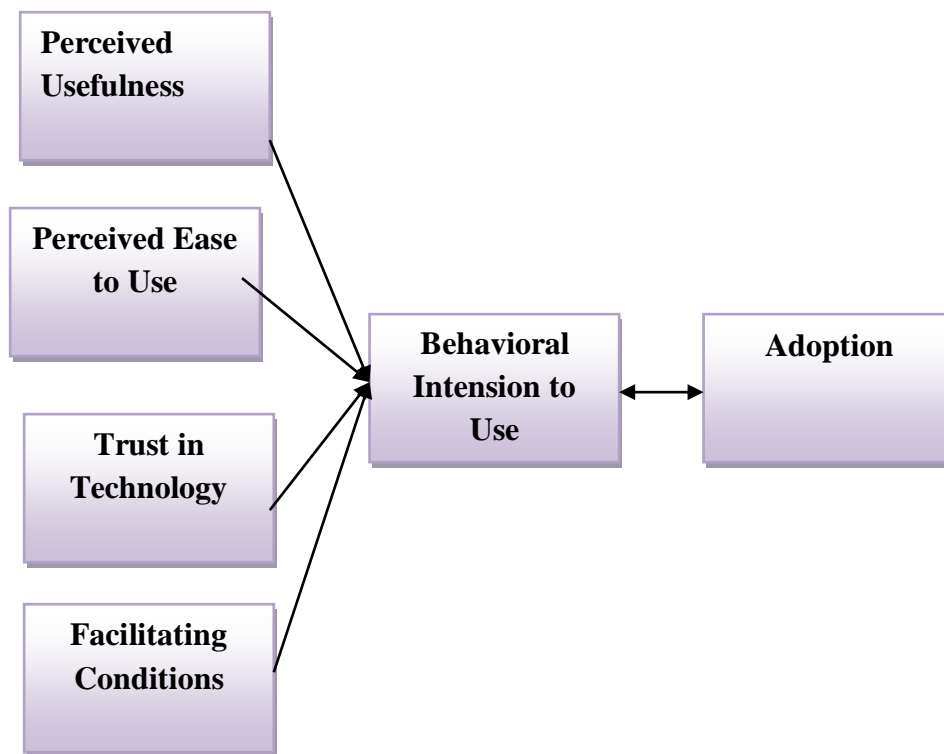 Perceived
Usefulness
Perceived Ease
to Use
Trust in
Technology
Facilitating
Conditions
Behavioral
Intension to
Use
Adoption